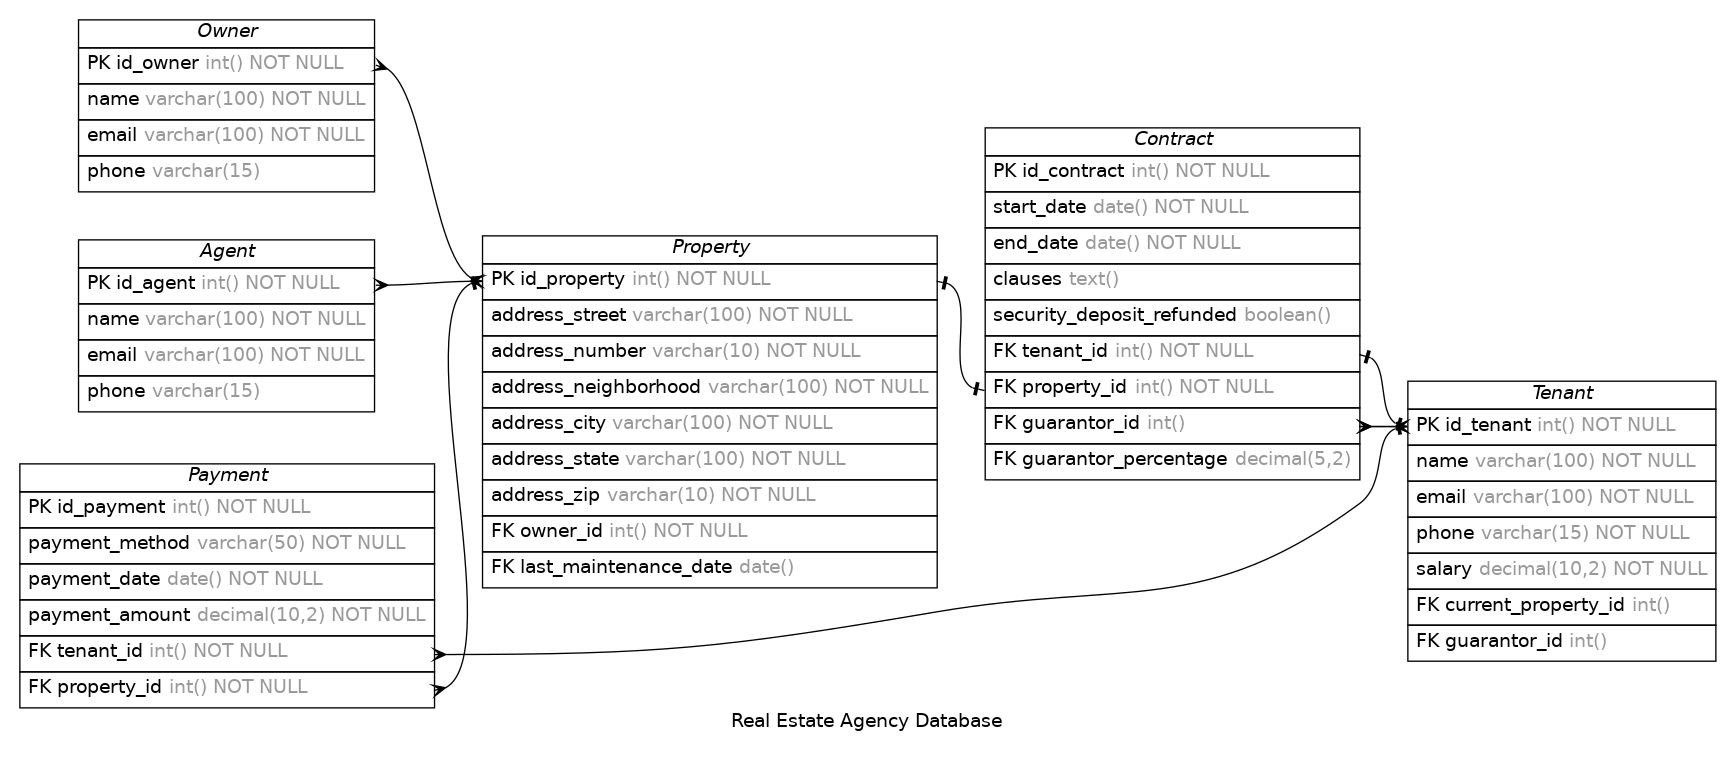 Owner
PK id_owner int() NOT NULL
name varchar(100) NOT NULL
email varchar(100) NOT NULL
phone varchar(15)
Agent
PK id_agent int() NOT NULL
name varchar(100) NOT NULL
email varchar(100) NOT NULL
phone varchar(15)
Payment
PK id_payment int() NOT NULL
payment_method varchar(50) NOT NULL
payment_date date() NOT NULL
payment_amount decimal(10,2) NOT NULL
FK tenant_id int() NOT NULL
FK property_id int() NOT NULL
Property
PK id_property int() NOT NULL
address_street varchar(100) NOT NULL
address_number varchar(10) NOT NULL
address_neighborhood varchar(100) NOT NULL
address_city varchar(100) NOT NULL
address_state varchar(100) NOT NULL
address_zip varchar(10) NOT NULL
FK owner_id int() NOT NULL
FK last_maintenance_date date()
Contract
PK id_contract int() NOT NULL
start_date date() NOT NULL
end_date date() NOT NULL
clauses text()
security_deposit_refunded boolean()
FK tenant_id int() NOT NULL
FK property_id int() NOT NULL
FK guarantor_id int()
FK guarantor_percentage decimal(5,2)
Tenant
PK id_tenant int() NOT NULL
name varchar(100) NOT NULL
email varchar(100) NOT NULL
phone varchar(15) NOT NULL
salary decimal(10,2) NOT NULL
FK current_property_id int()
FK guarantor_id int()
Real Estate Agency Database